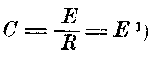 C = E/R = E ¹)